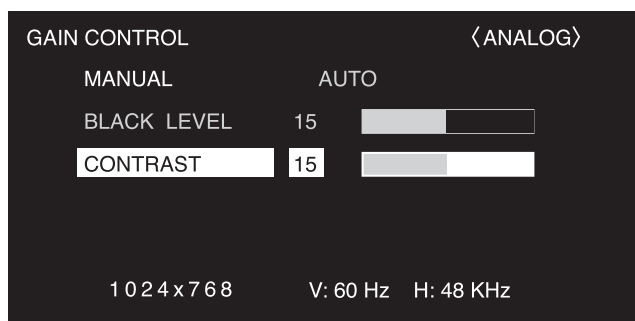 GAIN CONTROL 〈ANALOG〉
MANUAL AUTO
BLACK LEVEL 15
CONTRAST 15
1024x768 V: 60 Hz H: 48 KHz